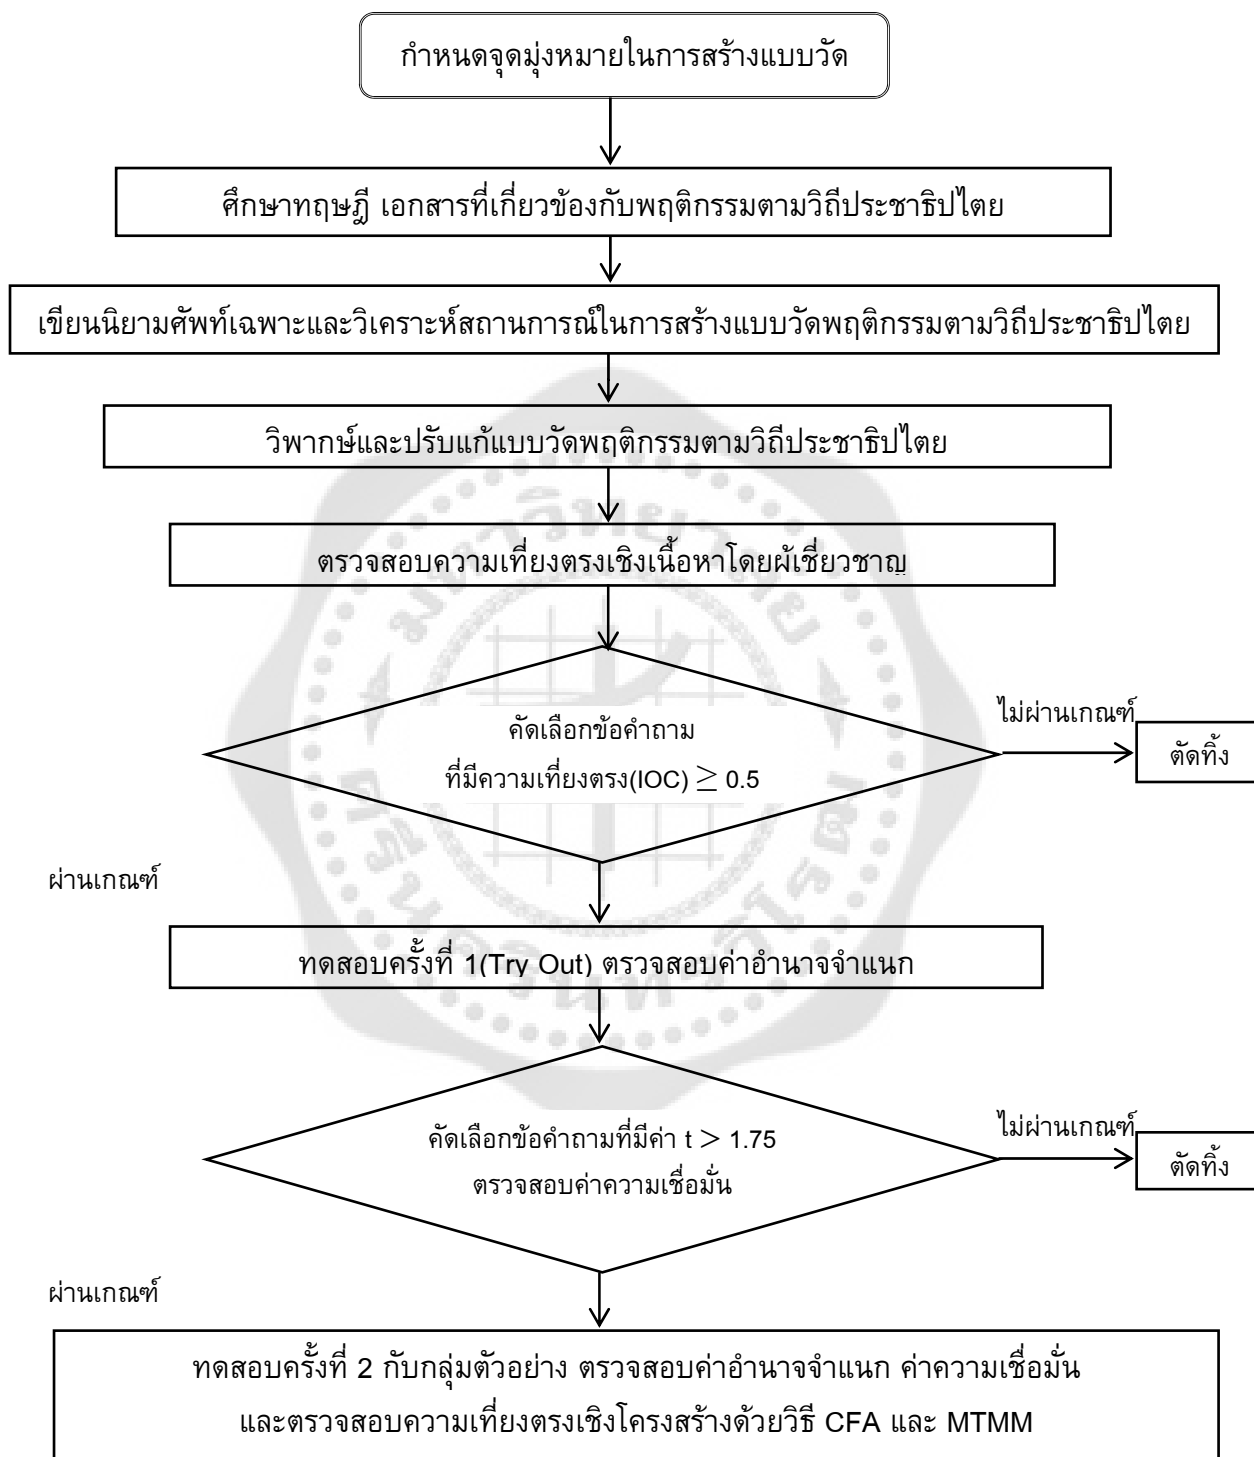 กำหนดจุดมุ่งหมายในการสร้างแบบวัด
ศึกษาทฤษฎี เอกสารที่เกี่ยวข้องกับพฤติกรรมตามวิถีประชาธิปไตย
เขียนนิยามศัพท์เฉพาะและวิเคราะห์สถานการณ์ในการสร้างแบบวัดพฤติกรรมตามวิถีประชาธิปไตย
วิพากษ์และปรับแก้แบบวัดพฤติกรรมตามวิถีประชาธิปไตย
ตรวจสอบความเที่ยงตรงเชิงเนื้อหาโดยผู้เชี่ยวชาญ
คัดเลือกข้อคำถาม
ที่มีความเที่ยงตรง(IOC) ≥ 0.5
ไม่ผ่านเกณฑ์
ตัดทิ้ง
ผ่านเกณฑ์
ทดสอบครั้งที่ 1(Try Out) ตรวจสอบค่าอำนาจจำแนก
คัดเลือกข้อคำถามที่มีค่า t > 1.75
ตรวจสอบค่าความเชื่อมั่น
ไม่ผ่านเกณฑ์
ตัดทิ้ง
ผ่านเกณฑ์
ทดสอบครั้งที่ 2 กับกลุ่มตัวอย่าง ตรวจสอบค่าอำนาจจำแนก ค่าความเชื่อมั่น
และตรวจสอบความเที่ยงตรงเชิงโครงสร้างด้วยวิธี CFA และ MTMM
มหาวิทยาลัย
ศรีนครินทรวิโรฒ